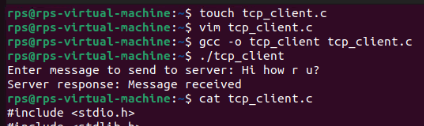 rps@rps-virtual-machine:~$ touch tcp_client.c
rps@rps-virtual-machine:~$ vim tcp_client.c
rps@rps-virtual-machine:~$ gcc -o tcp_client tcp_client.c
rps@rps-virtual-machine:~$ ./tcp_client
Enter message to send to server: Hi how r u?
Server response: Message received
rps@rps-virtual-machine:~$ cat tcp_client.c
#include <stdio.h>
#include <stdlib.h>